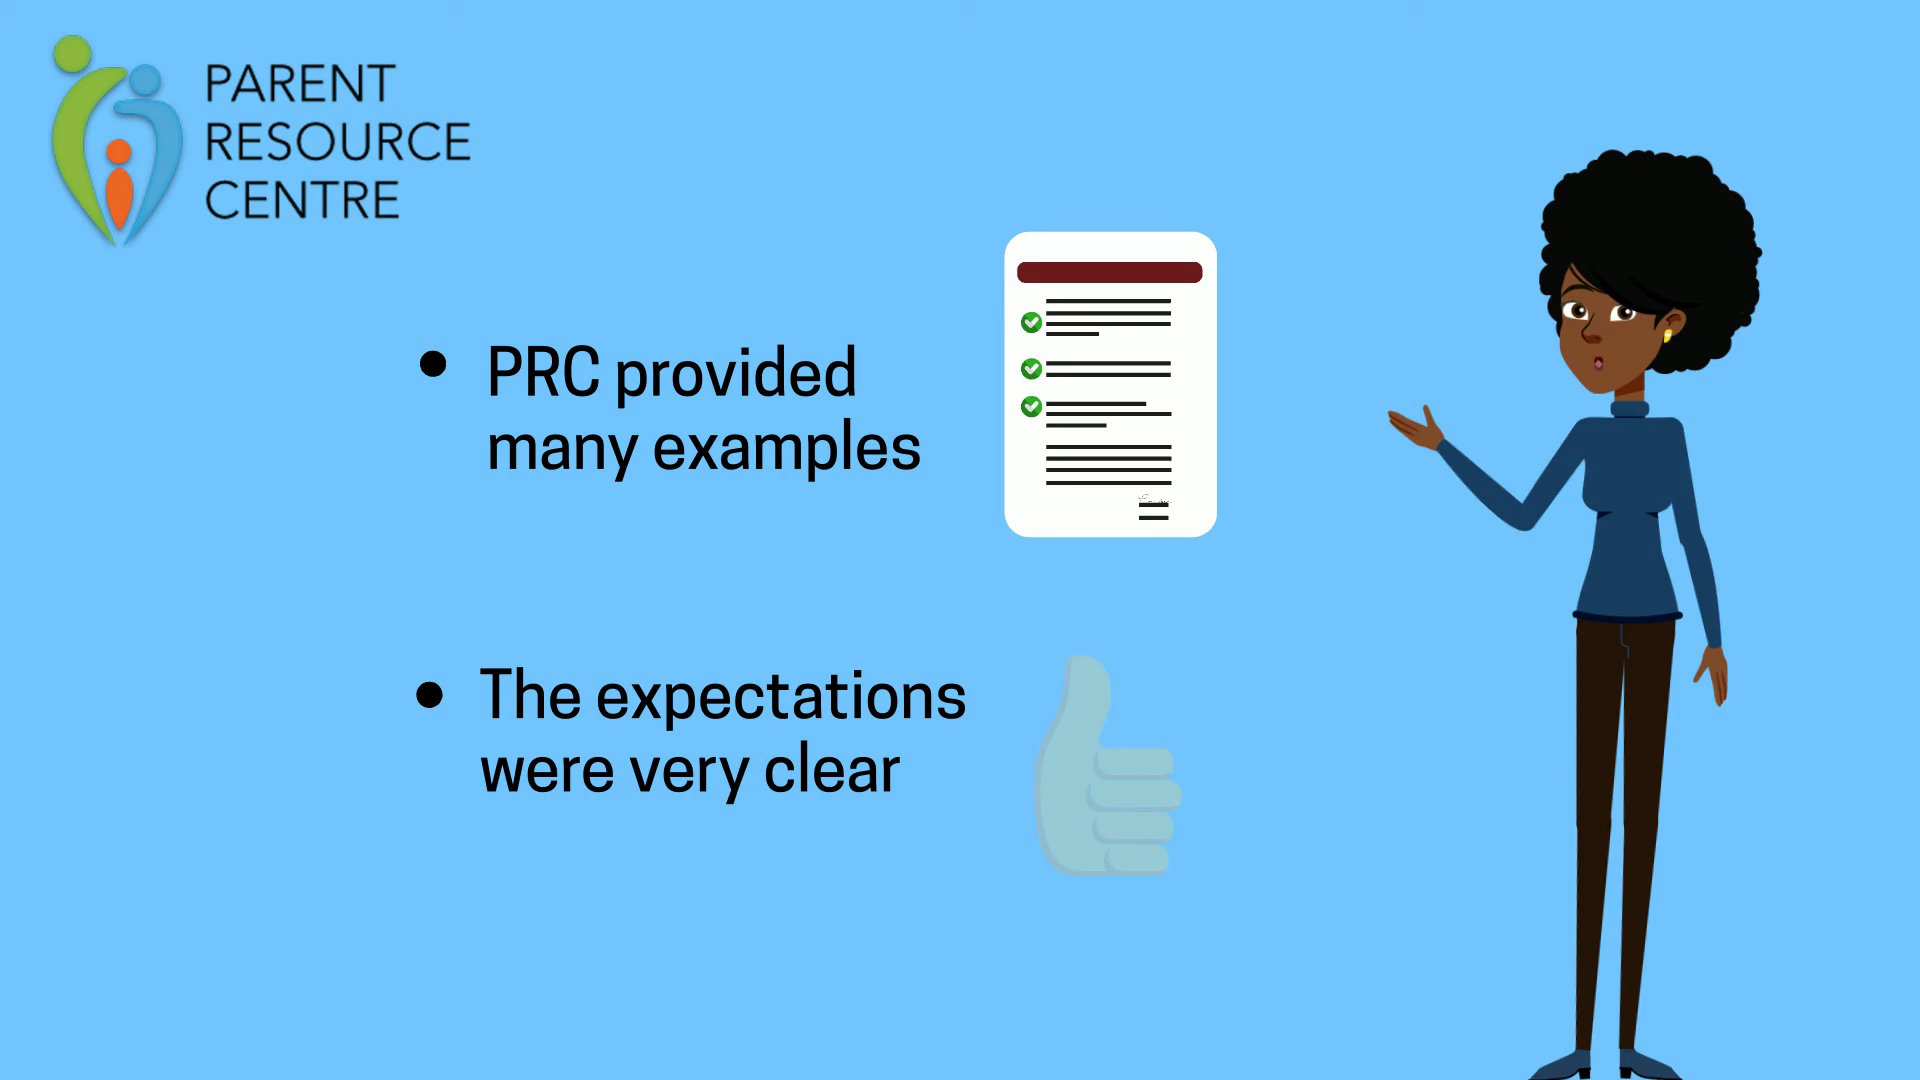 PARENT
RESOURCE
CENTRE
• PRC provided
many examples
• The expectations
were very clear